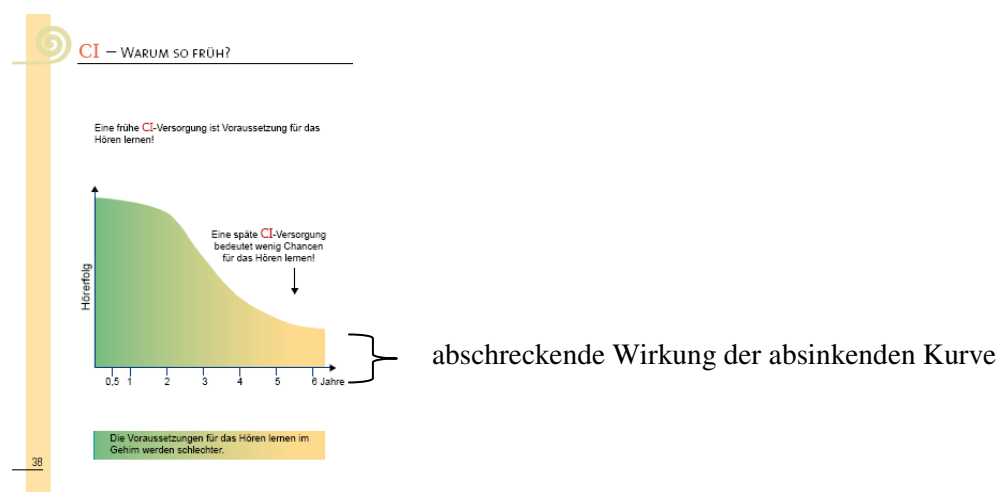 CI – WARUM SO FRÜH?
Eine frühe CI-Versorgung ist Voraussetzung für das
Hören lernen!
Eine späte CI-Versorgung
bedeutet wenig Chancen
für das Hören lernen!
Hörerfolg
abschreckende Wirkung der absinkenden Kurve
0,5 1 2 3 4 5 6 Jahre
Die Voraussetzungen für das Hören lernen im
Gehirn werden schlechter.
38